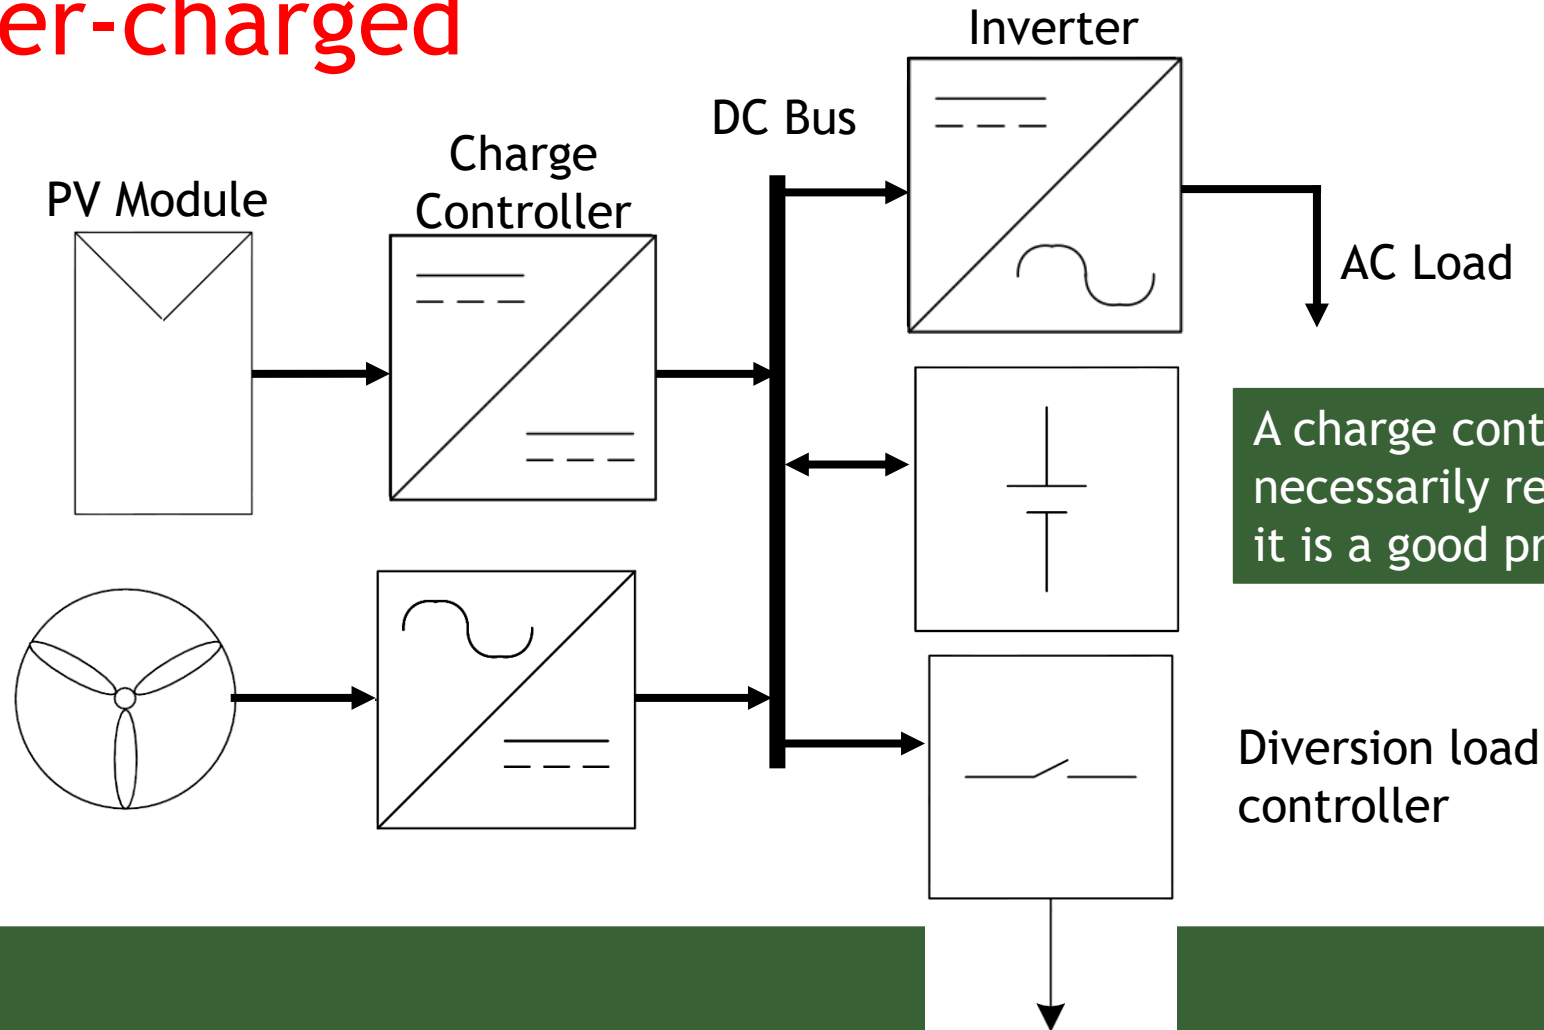 er-charged
Inverter
DC Bus
Charge
Controller
PV Module
AC Load
A charge cont
necessarily re
it is a good pr
Diversion load
controller